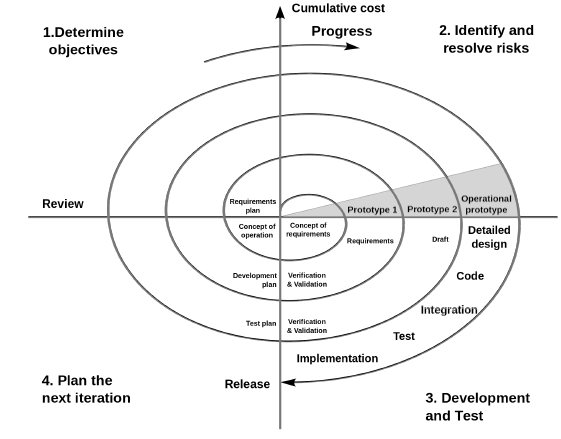 Cumulative cost
Progress
1.Determine
objectives
2. Identify and
resolve risks
Review
Requirements
plan
Prototype 1
Prototype 2
Operational
prototype
Concept of
operation
Concept of
requirements
Requirements
Draft
Detailed
design
Development
plan
Verification
& Validation
Code
Integration
Test plan
Verification
& Validation
Test
Implementation
Release
4. Plan the
next iteration
3. Development
and Test